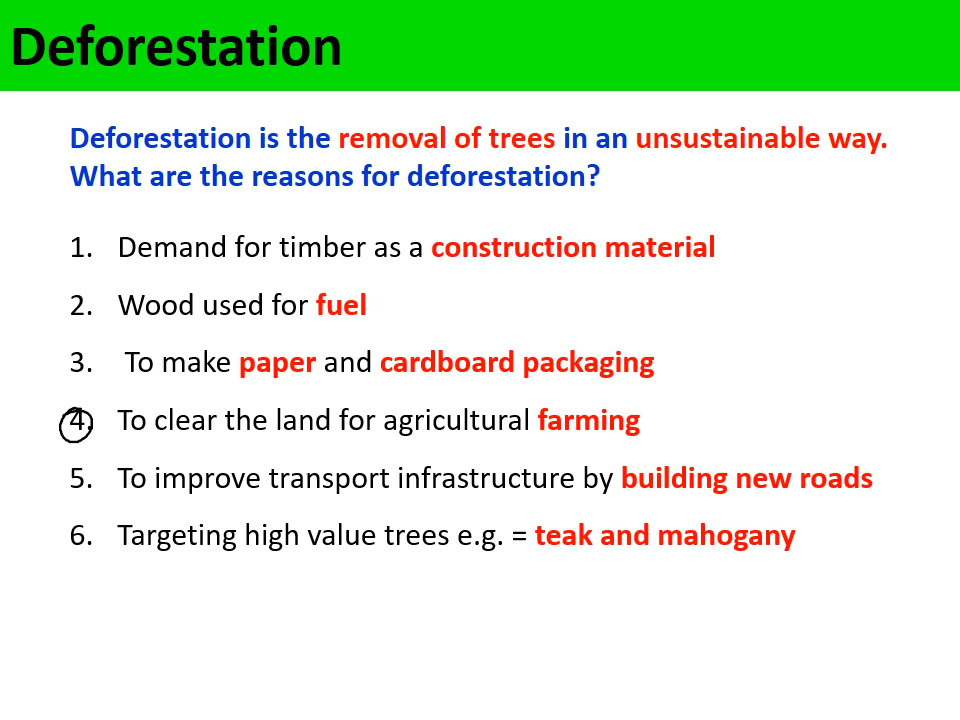 Deforestation
Deforestation is the removal of trees in an unsustainable way.
What are the reasons for deforestation?
1. Demand for timber as a construction material
2. Wood used for fuel
3. To make paper and cardboard packaging
4. To clear the land for agricultural farming
5. To improve transport infrastructure by building new roads
6. Targeting high value trees e.g. = teak and mahogany